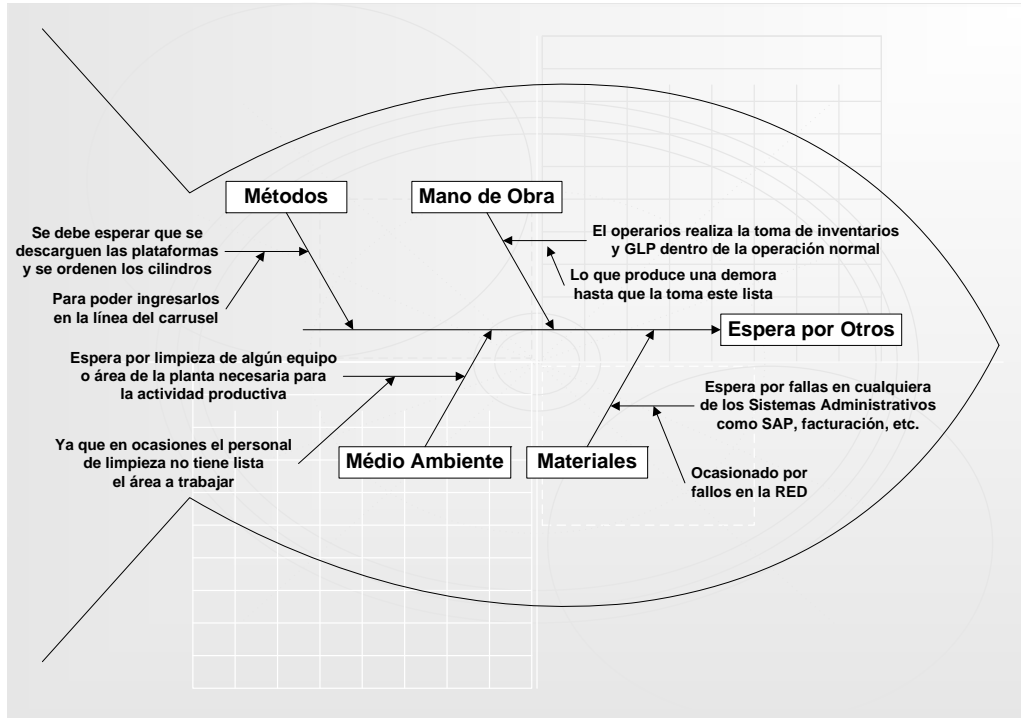 Métodos
Mano de Obra
Se debe esperar que se
descarguen las plataformas
y se ordenen los cilindros
Para poder ingresarlos
en la línea del carrusel
El operarios realiza la toma de inventarios
y GLP dentro de la operación normal
Lo que produce una demora
hasta que la toma este lista
Espera por Otros
Espera por limpieza de algún equipo
o área de la planta necesaria para
la actividad productiva
Ya que en ocasiones el personal
de limpieza no tiene lista
el área a trabajar
Médio Ambiente
Materiales
Espera por fallas en cualquiera
de los Sistemas Administrativos
como SAP, facturación, etc.
Ocasionado por
fallos en la RED